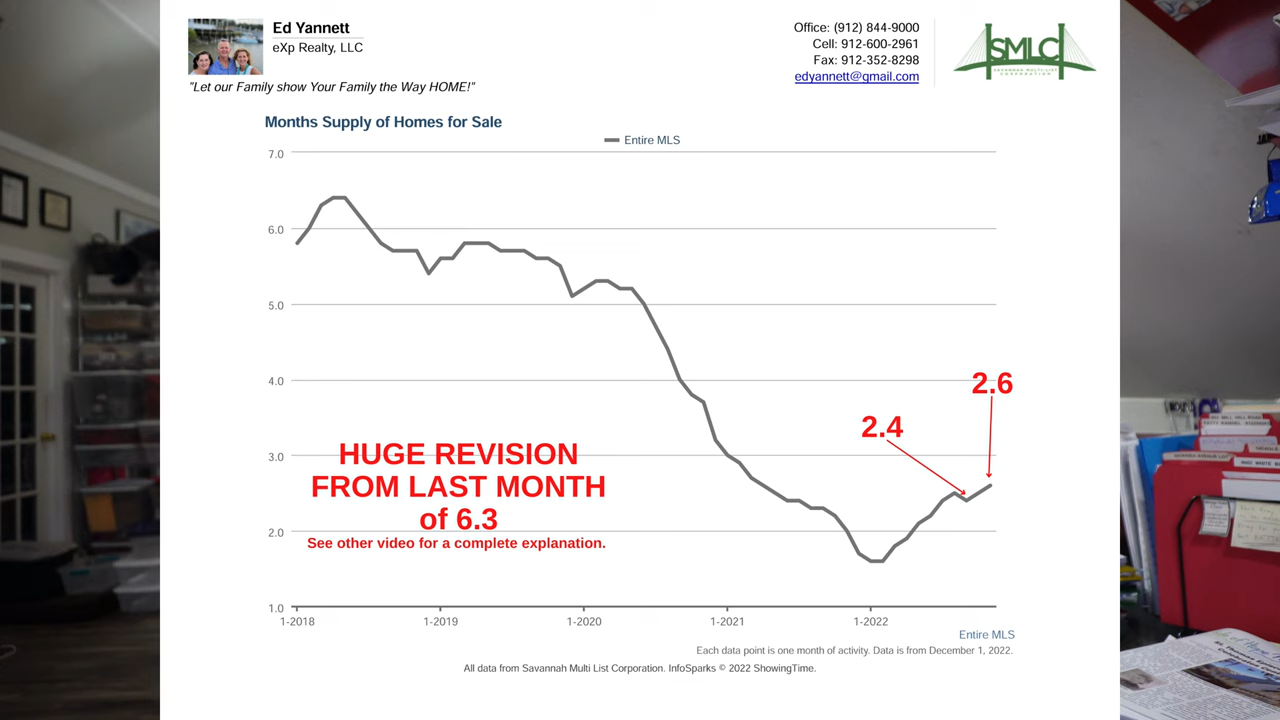 Ed Yannett
eXp Realty, LLC
"Let our Family show Your Family the Way HOME!"
Office: (912) 844-9000
Cell: 912-600-2961
Fax: 912-352-8298
edyannett@gmail.com
SMLC
SAVANNAH MULTI-LIST
CORPORATION
Months Supply of Homes for Sale
Entire MLS
7.0
6.0
5.0
4.0
3.0
2.0
1.0
2.6
2.4
HUGE REVISION
FROM LAST MONTH
of 6.3
See other video for a complete explanation.
1-2018
1-2019
1-2020
1-2021
1-2022
Entire MLS
Each data point is one month of activity. Data is from December 1, 2022.
All data from Savannah Multi List Corporation. InfoSparks © 2022 ShowingTime.